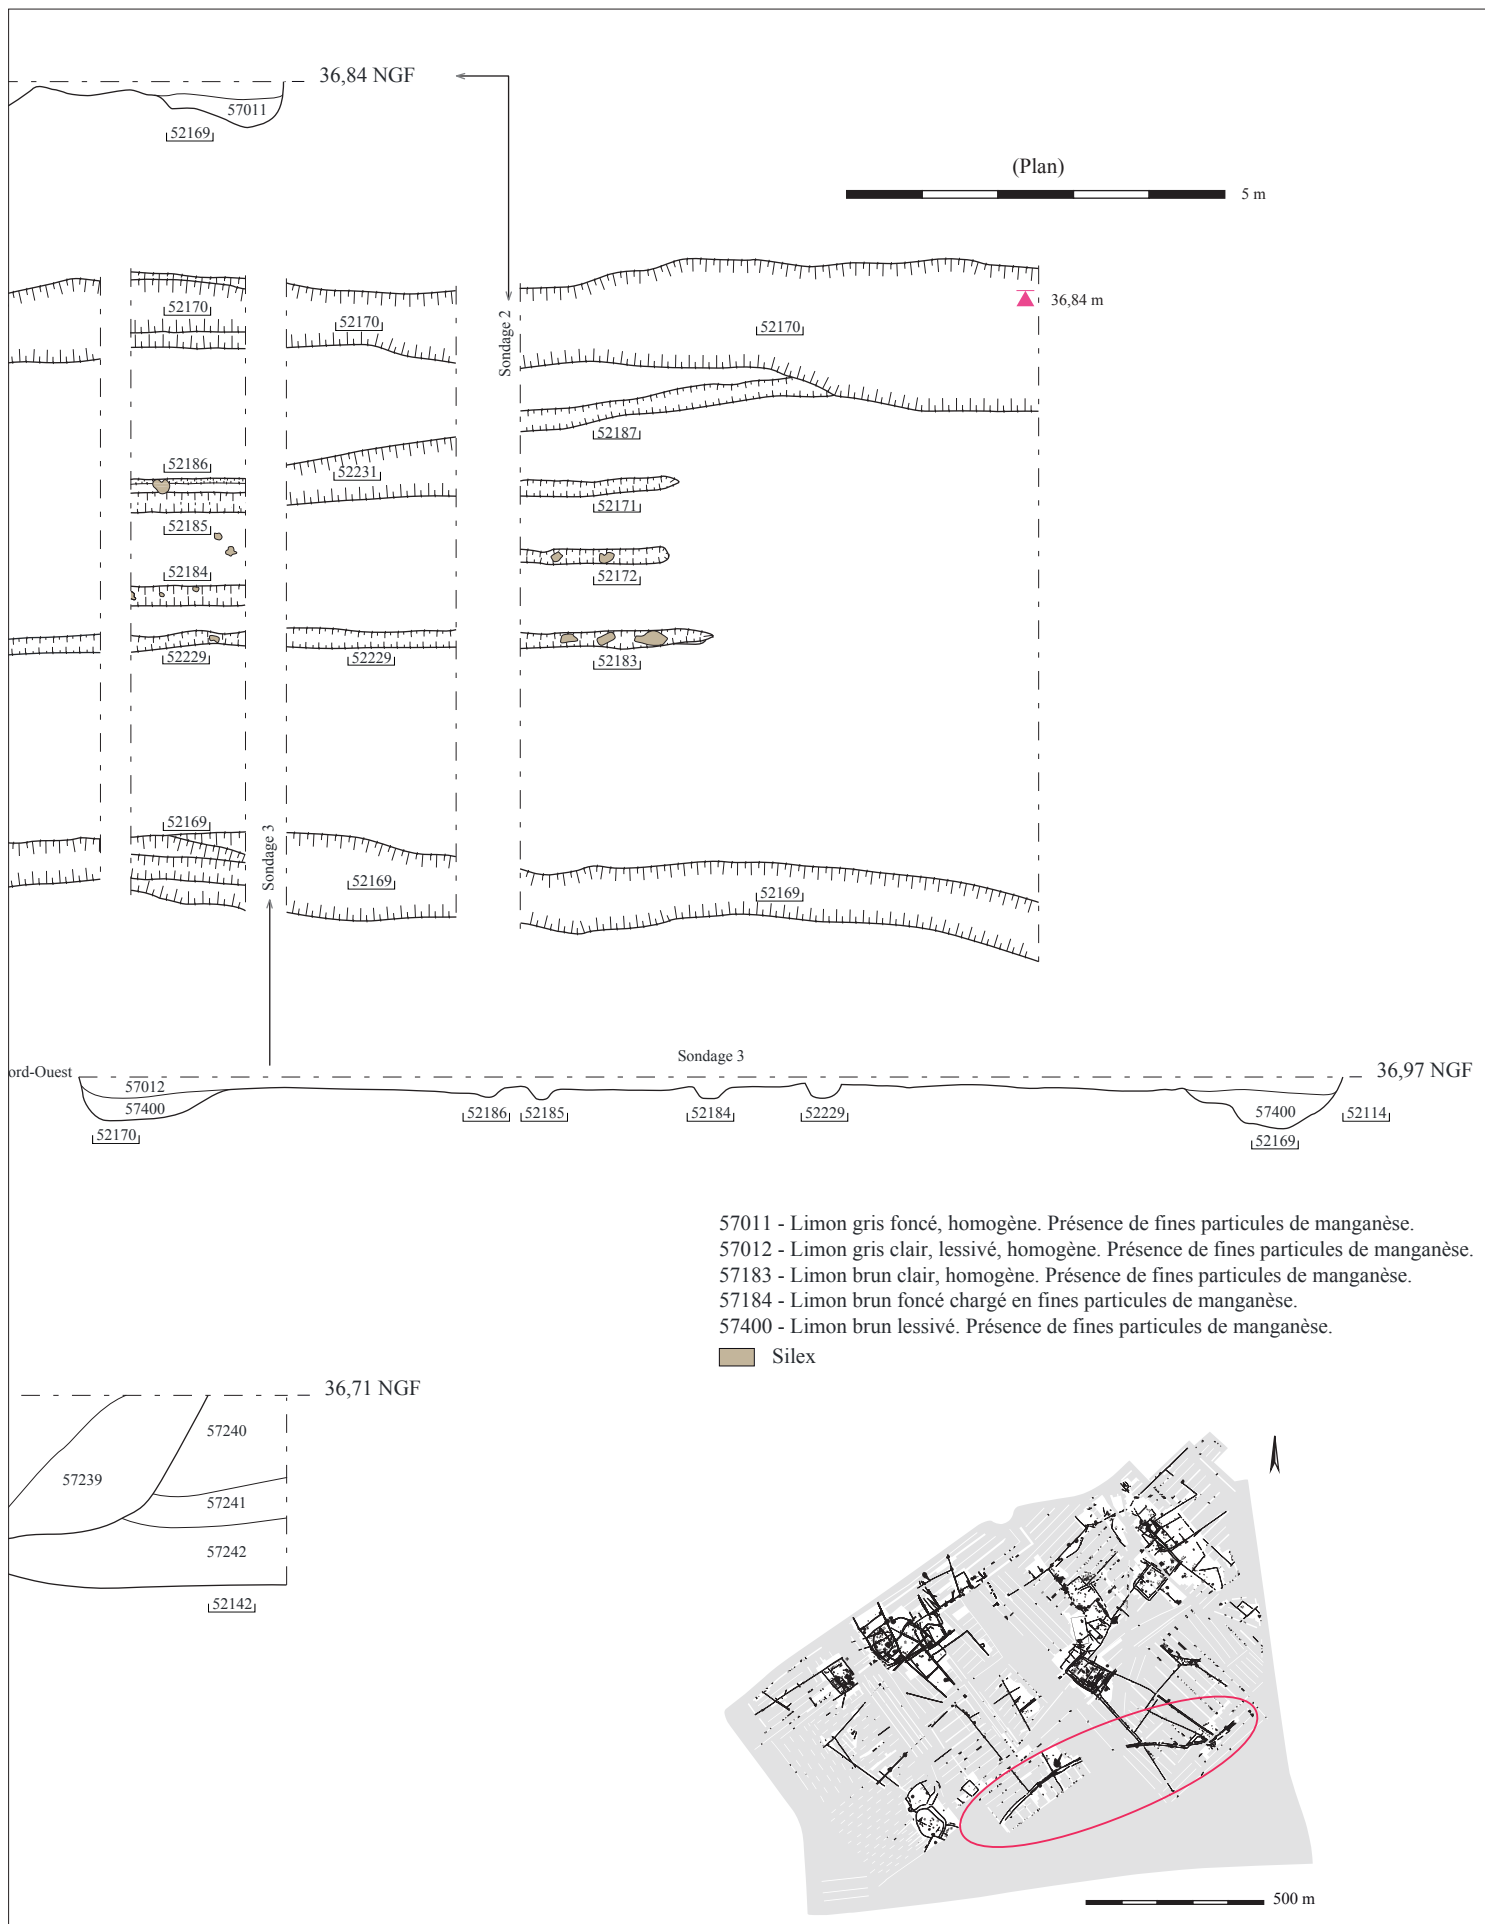 36,84 NGF
57011
52169
(Plan)
5 m
36,84 m
52170
52170
52170
Sondage 2
52187
52186
52231
52171
52185
52184
52172
52229
52229
52183
52169
Sondage 3
52169
52169
Sondage 3
ord-Ouest
36,97 NGF
57012
57400
52170
52186
52185
52184
52229
57400
52114
52169
57011 - Limon gris foncé, homogène. Présence de fines particules de manganèse.
57012 - Limon gris clair, lessivé, homogène. Présence de fines particules de manganèse.
57183 - Limon brun clair, homogène. Présence de fines particules de manganèse.
57184 - Limon brun foncé chargé en fines particules de manganèse.
57400 - Limon brun lessivé. Présence de fines particules de manganèse.
Silex
36,71 NGF
57240
57239
57241
57242
52142
500 m